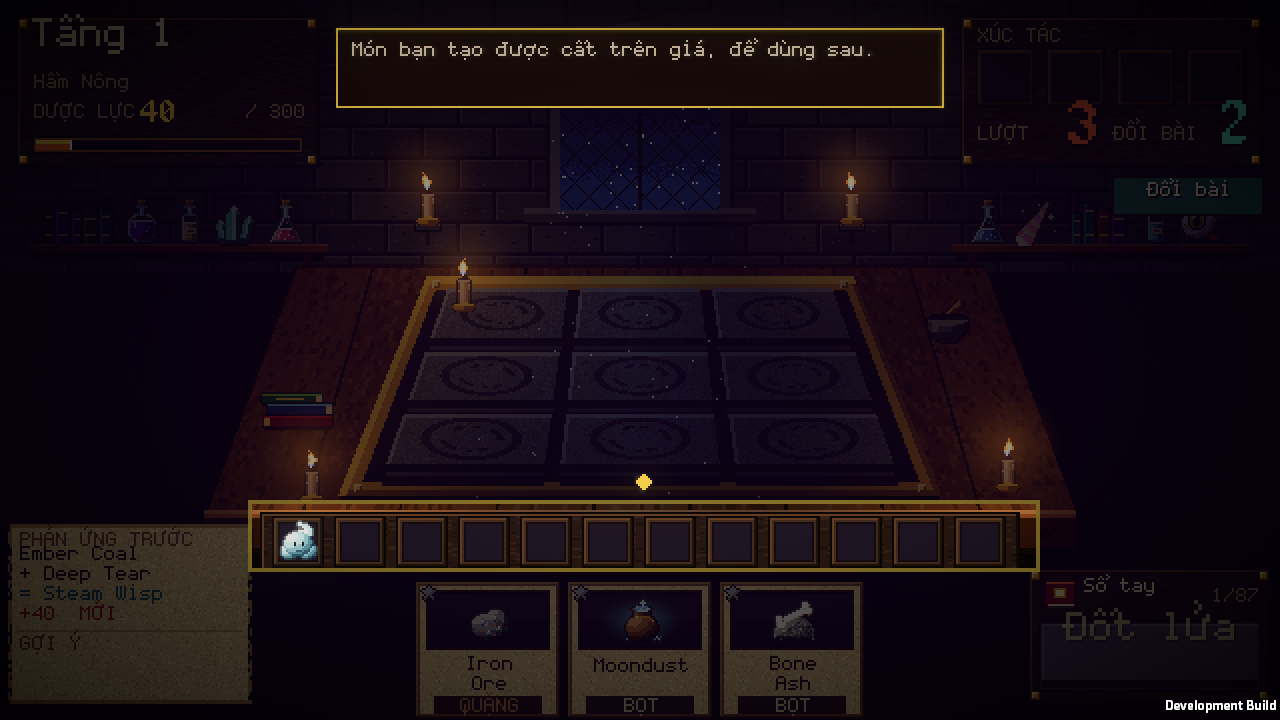 Tầng 1
Hầm Nông
DƯỢC LỰC 40 / 300
Món bạn tạo được cất trên giá, để dùng sau.
XÚC TÁC
LƯỢT 3 ĐỔI BÀI 2
Đổi bài
PHẢN ỨNG TRƯỚC
Ember Coal
+ Deep Tear
= Steam Wisp
+40 MỚI
GỢI Ý
Iron
Ore
QUẶNG
Moondust
BỘT
Bone
Ash
BỘT
Sổ tay
1/87
Đốt lửa
Development Build